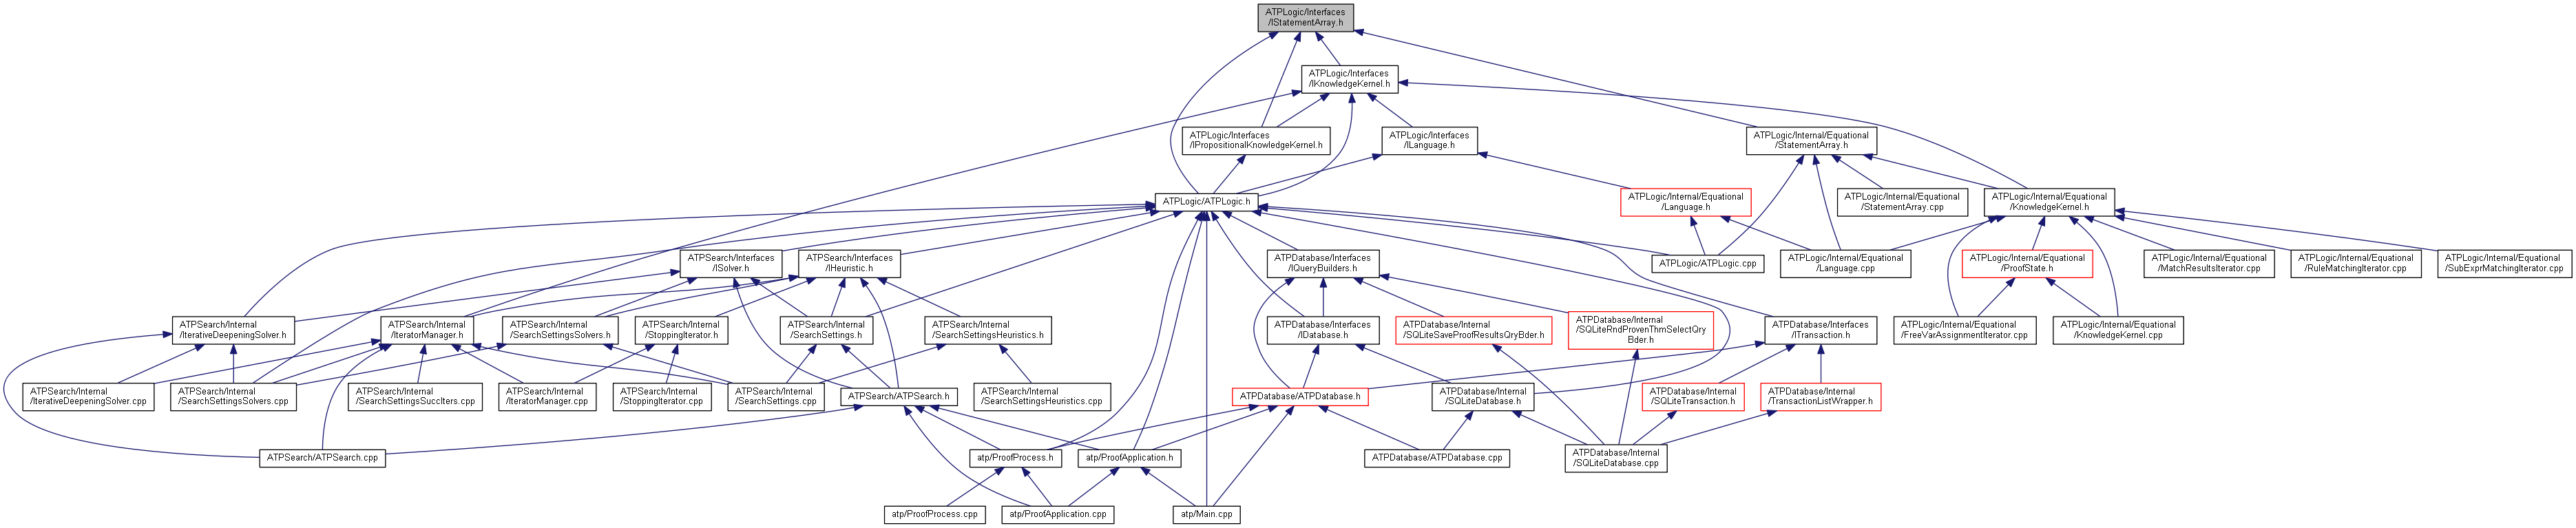 ATPLogic/Interfaces
/IStatementArray.h
ATPLogic/Interfaces
/IKnowledgeKernel.h
ATPLogic/Interfaces
/IPropositionalKnowledgeKernel.h
ATPLogic/Interfaces
/ILanguage.h
ATPLogic/Internal/Equational
/StatementArray.h
ATPLogic/ATPLogic.h
ATPLogic/Internal/Equational
/Language.h
ATPLogic/Internal/Equational
/StatementArray.cpp
ATPLogic/Internal/Equational
/KnowledgeKernel.h
ATPSearch/Interfaces
/ISolver.h
ATPSearch/Interfaces
/IHeuristic.h
ATPDatabase/Interfaces
/IQueryBuilders.h
ATPLogic/ATPLogic.cpp
ATPLogic/Internal/Equational
/Language.cpp
ATPLogic/Internal/Equational
/ProofState.h
ATPLogic/Internal/Equational
/MatchResultsIterator.cpp
ATPLogic/Internal/Equational
/RuleMatchingIterator.cpp
ATPLogic/Internal/Equational
/SubExprMatchingIterator.cpp
ATPSearch/Internal
/IterativeDeepeningSolver.h
ATPSearch/Internal
/IteratorManager.h
ATPSearch/Internal
/SearchSettingsSolvers.h
ATPSearch/Internal
/StoppingIterator.h
ATPSearch/Internal
/SearchSettings.h
ATPSearch/Internal
/SearchSettingsHeuristics.h
ATPDatabase/Interfaces
/IDatabase.h
ATPDatabase/Internal
/SQLiteSaveProofResultsQryBder.h
ATPDatabase/Internal
/SQLiteRndProvenThmSelectQry
Bder.h
ATPDatabase/Interfaces
/ITransaction.h
ATPLogic/Internal/Equational
/FreeVarAssignmentIterator.cpp
ATPLogic/Internal/Equational
/KnowledgeKernel.cpp
ATPSearch/Internal
/IterativeDeepeningSolver.cpp
ATPSearch/Internal
/SearchSettingsSolvers.cpp
ATPSearch/Internal
/SearchSettingsSuccIters.cpp
ATPSearch/Internal
/IteratorManager.cpp
ATPSearch/Internal
/StoppingIterator.cpp
ATPSearch/Internal
/SearchSettings.cpp
ATPSearch/ATPSearch.h
ATPSearch/Internal
/SearchSettingsHeuristics.cpp
ATPDatabase/ATPDatabase.h
ATPDatabase/Internal
/SQLiteDatabase.h
ATPDatabase/Internal
/SQLiteTransaction.h
ATPDatabase/Internal
/TransactionListWrapper.h
ATPSearch/ATPSearch.cpp
atp/ProofProcess.h
atp/ProofApplication.h
ATPDatabase/ATPDatabase.cpp
ATPDatabase/Internal
/SQLiteDatabase.cpp
atp/ProofProcess.cpp
atp/ProofApplication.cpp
atp/Main.cpp